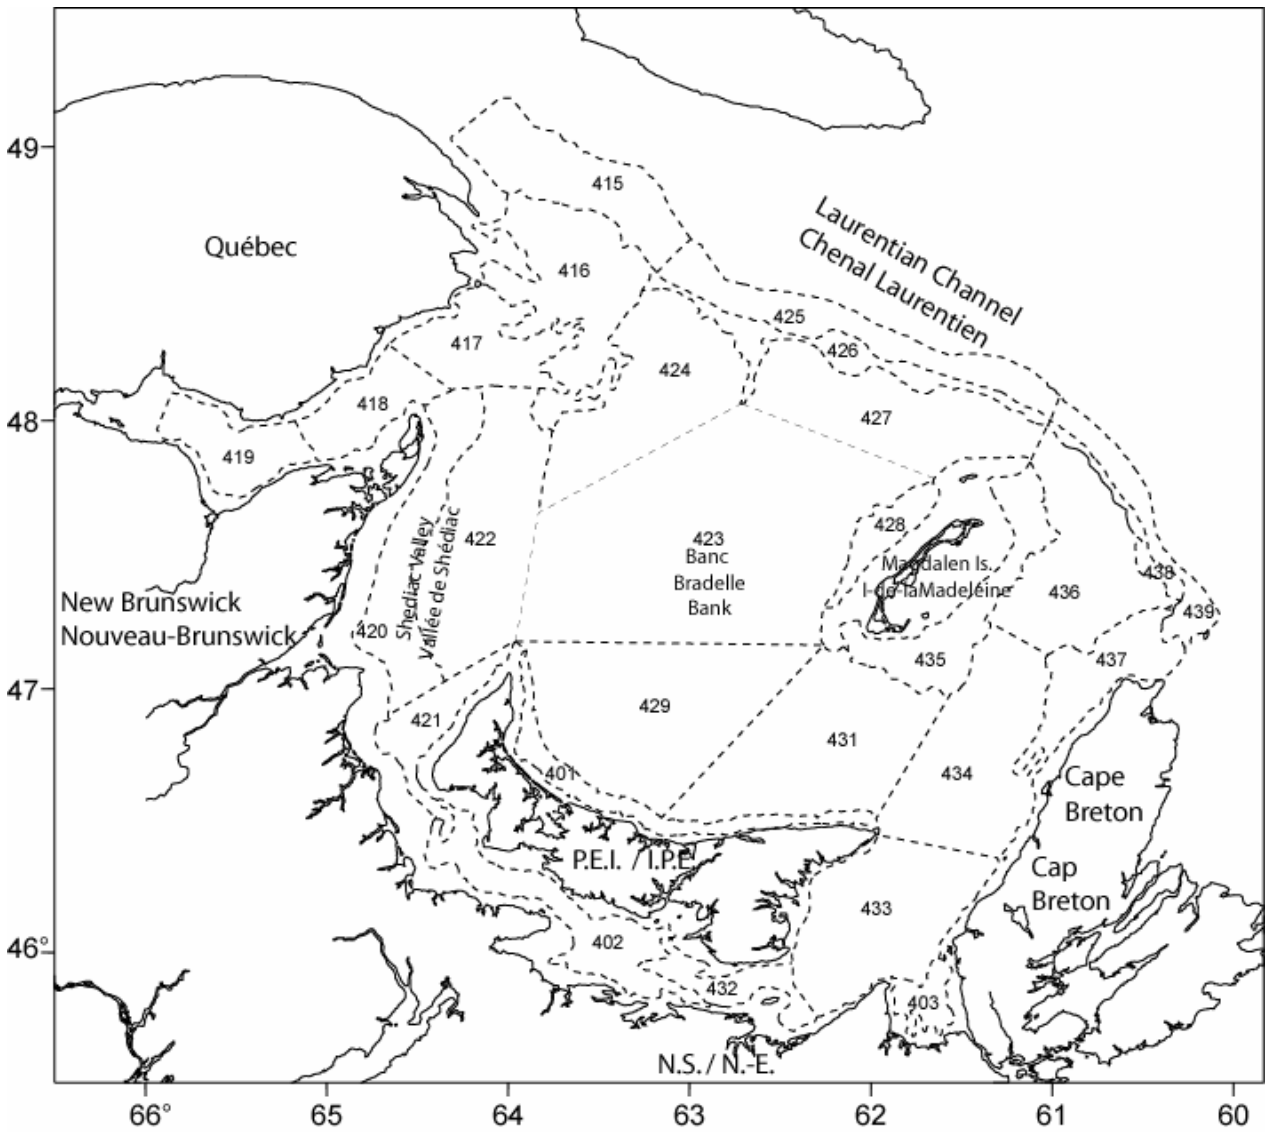 49
415
Laurentian Channel
Chenal Laurentien
Québec
416
425
417
426
424
418
427
48
419
428
422
423
Banc
Bradelle
Bank
Magdalen Is.
I-de-laMadeleine
438
436
439
Shediac Valley
Vallée de Shédiac
New Brunswick
Nouveau-Brunswick
420
435
437
47
421
429
431
401
434
Cape
Breton
P.E.I. / I.P.E
Cap
Breton
433
46°
402
432
403
N.S. / N.-E.
66°
65
64
63
62
61
60